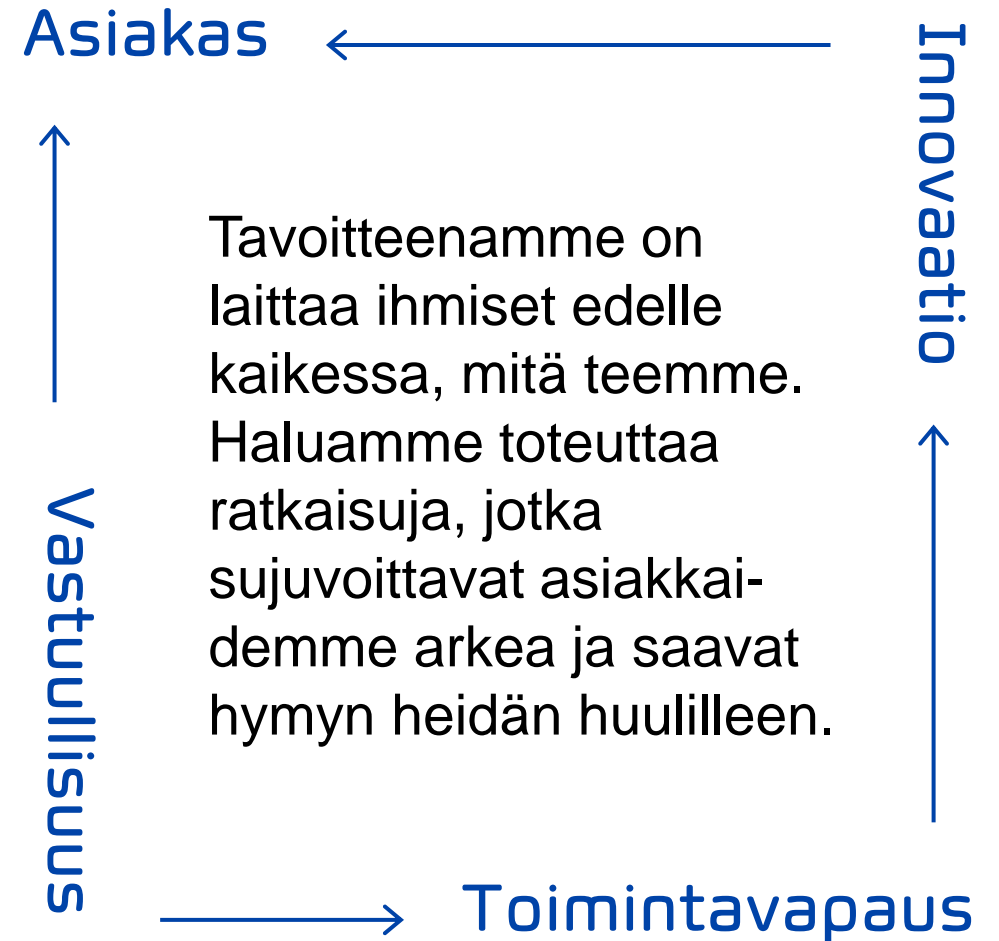 Asiakas
Innovaatio
Tavoitteenamme on
laittaa ihmiset edelle
kaikessa, mitä teemme.
Haluamme toteuttaa
ratkaisuja, jotka
sujuvoittavat asiakkai-
demme arkea ja saavat
hymyn heidän huulilleen.
Vastuullisuus
Toimintavapaus